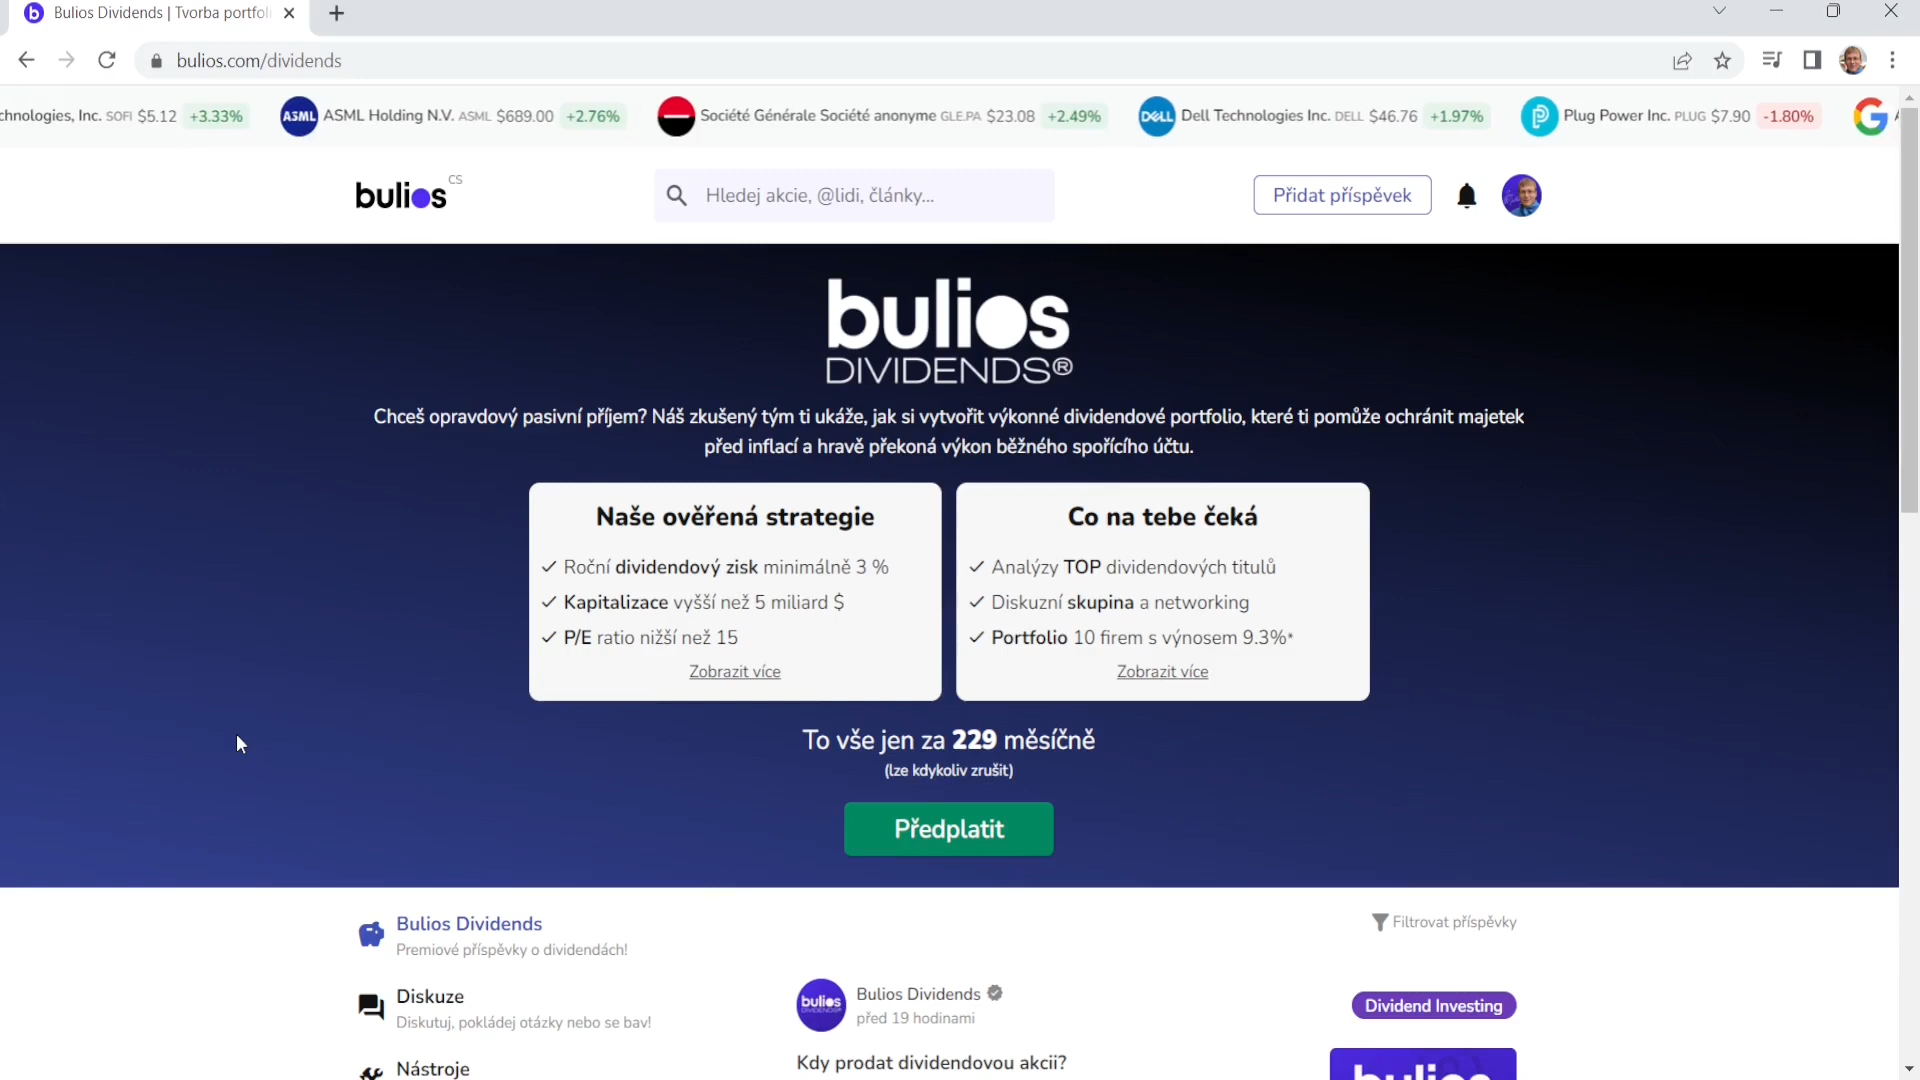 Bulios Dividends | Tvorba portfoli
bulios.com/dividends
chnologies, Inc. SOFI $5.12 +3.33% ASML ASML Holding N.V. ASML $689.00 +2.76% Société Générale Société anonyme GLE.PA $23.08 +2.49% DELL Dell Technologies Inc. DELL $46.76 +1.97% Plug Power Inc. PLUG $7.90 -1.80%
bulios CS
Hledej akcie, @lidi, články...
Přidat příspěvek
bulios
DIVIDENDS®
Chceš opravdový pasivní příjem? Náš zkušený tým ti ukáže, jak si vytvořit výkonné dividendové portfolio, které ti pomůže ochránit majetek
před inflací a hravě překoná výkon běžného spořícího účtu.
Naše ověřená strategie
Roční dividendový zisk minimálně 3 %
Kapitalizace vyšší než 5 miliard $
P/E ratio nižší než 15
Zobrazit více
Co na tebe čeká
Analýzy TOP dividendových titulů
Diskuzní skupina a networking
Portfolio 10 firem s výnosem 9.3%*
Zobrazit více
To vše jen za 229 měsíčně
(lze kdykoliv zrušit)
Předplatit
Bulios Dividends
Premiové příspěvky o dividendách!
Diskuze
Diskutuj, pokládej otázky nebo se bav!
Nástroje
Filtrovat příspěvky
bulios
DIVIDENDS
Bulios Dividends
před 19 hodinami
Dividend Investing
Kdy prodat dividendovou akcii?
bulios